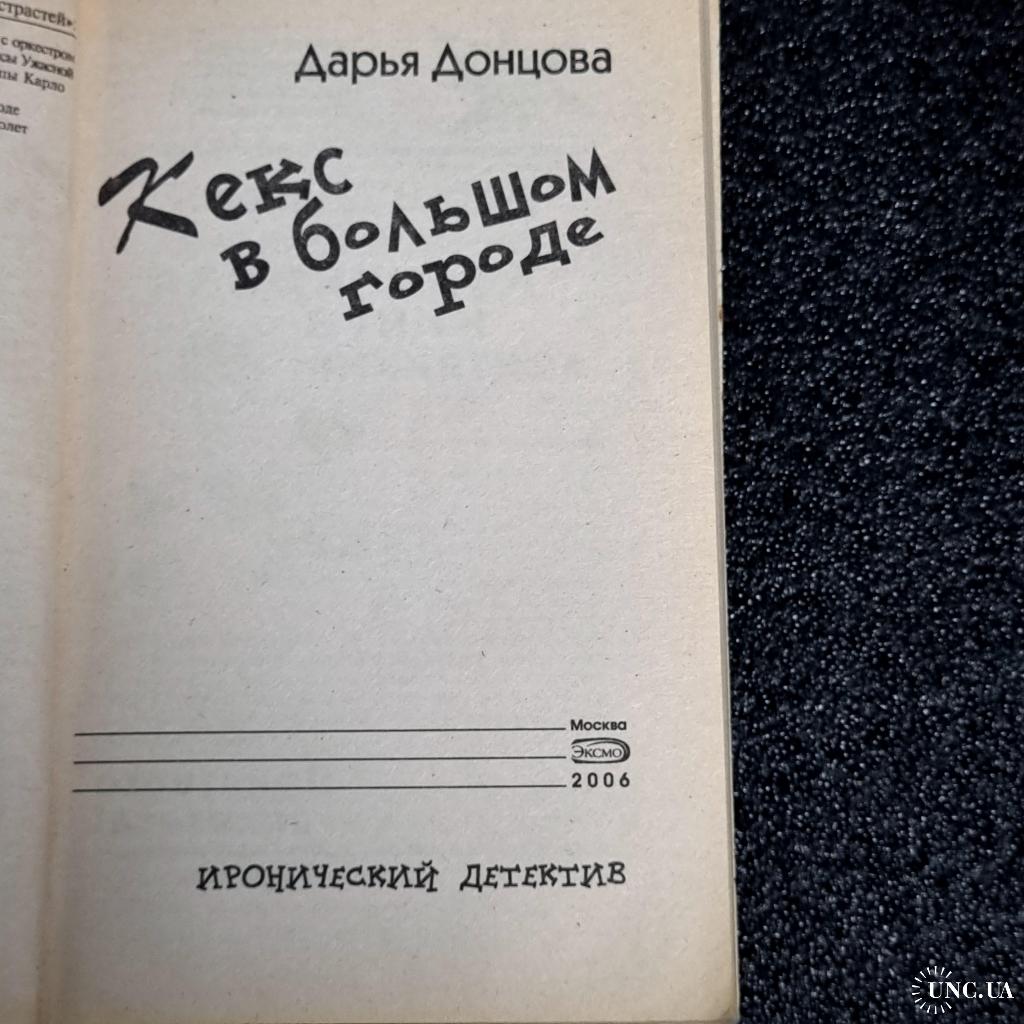 страстей»:
с оркестром
сы Ужасной
пы Карло
оде
олет
Дарья Донцова
Кекс
в большом
городе
Москва
ЭКСМО
2006
ИРОНИЧЕСКИЙ ДЕТЕКТИВ
UNC.UA